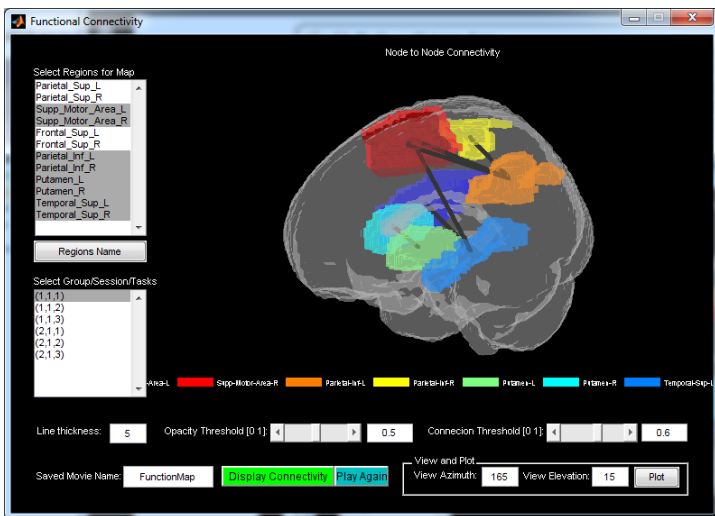 Functional Connectivity
Node to Node Connectivity
Select Regions for Map
Parietal_Sup_L
Parietal_Sup_R
Supp_Motor_Area_L
Supp_Motor_Area_R
Frontal_Sup_L
Frontal_Sup_R
Parietal_Inf_L
Parietal_Inf_R
Putamen_L
Putamen_R
Temporal_Sup_L
Temporal_Sup_R
Regions Name
Select Group/Session/Tasks
(1,1,1)
(1,1,2)
(1,1,3)
(2,1,1)
(2,1,2)
(2,1,3)
-Area-L Supp-Motor-Area-R Parietal-Inf-L Parietal-Inf-R Putamen-L Putamen-R Temporal-Sup-L
Line thickness: 5 Opacity Threshold [0 1]: 0.5 Connecion Threshold [0 1]: 0.6
View and Plot
Saved Movie Name: FunctionMap Display Connectivity Play Again View Azimuth: 165 View Elevation: 15 Plot